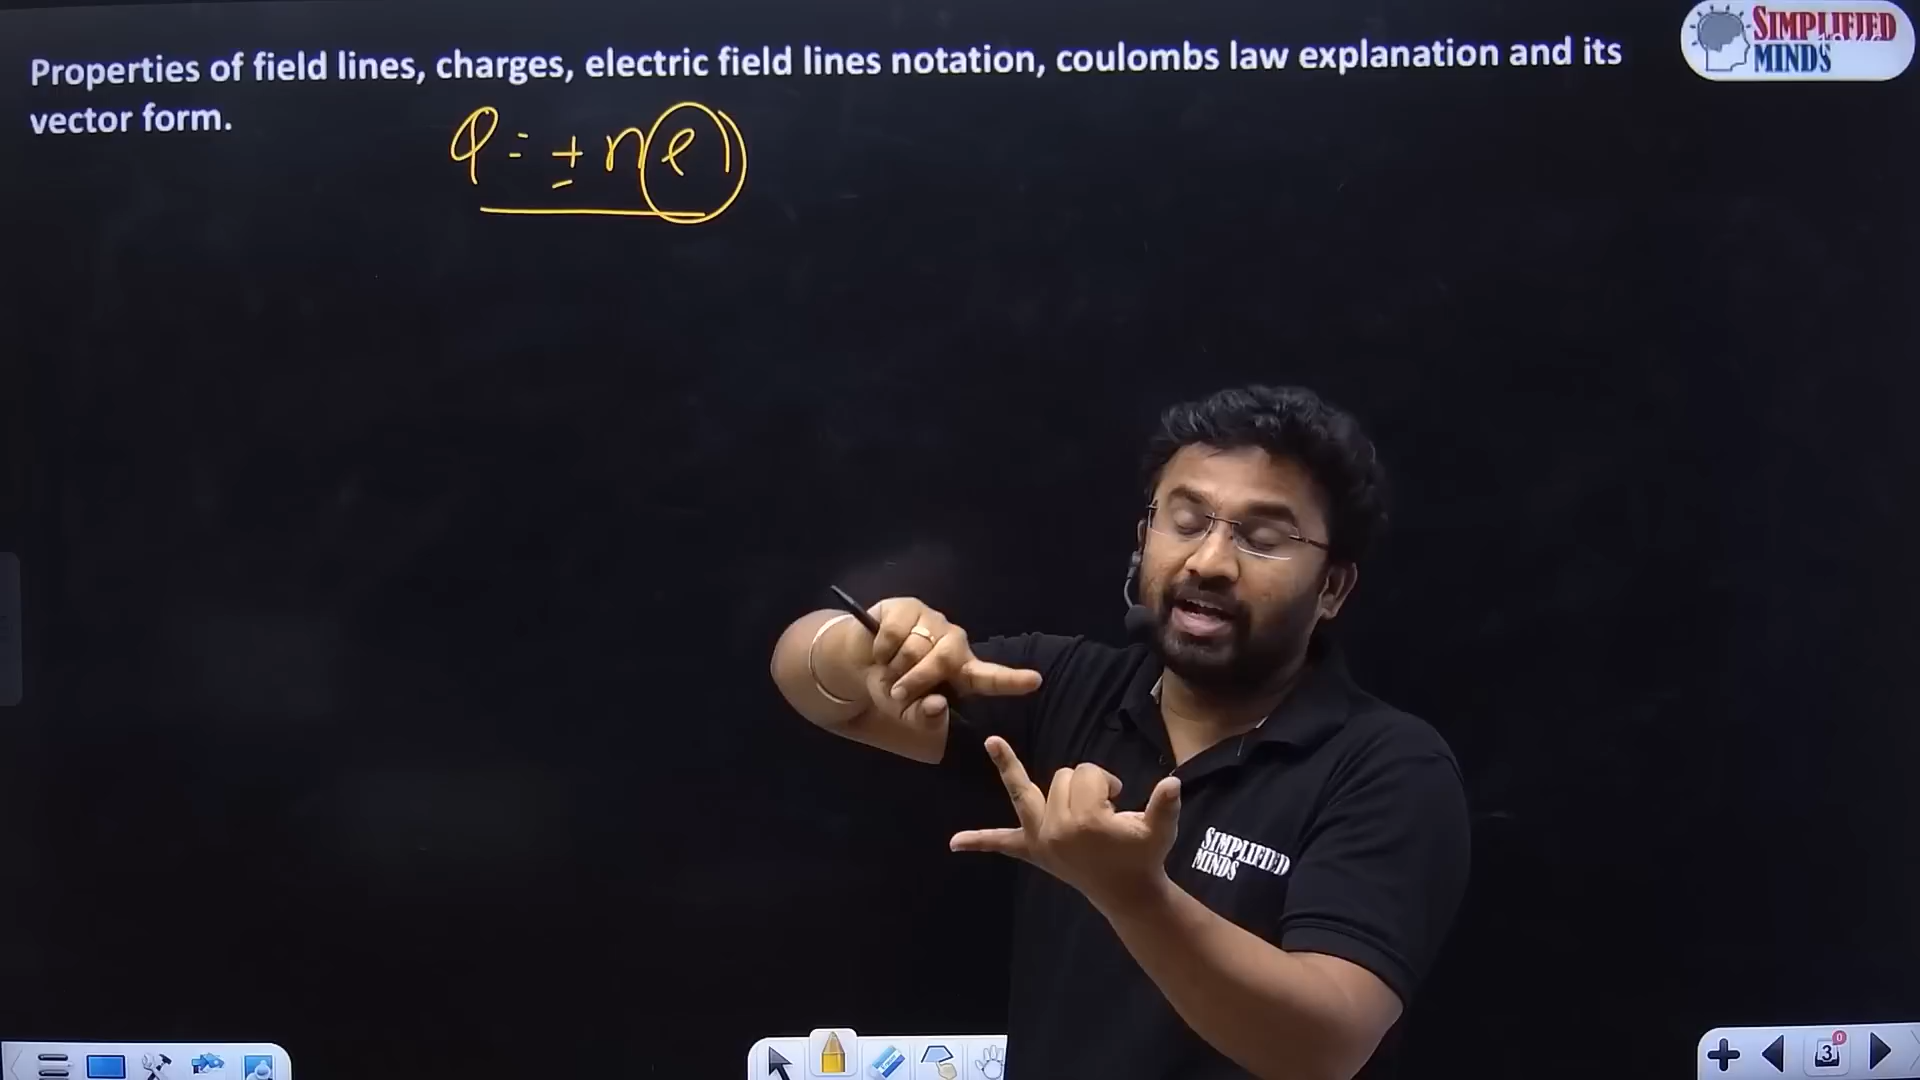 Properties of field lines, charges, electric field lines notation, coulombs law explanation and its
vector form.
SIMPLIFIED
MINDS
Q = ± n(e)
SIMPLIFIED
MINDS
3
0